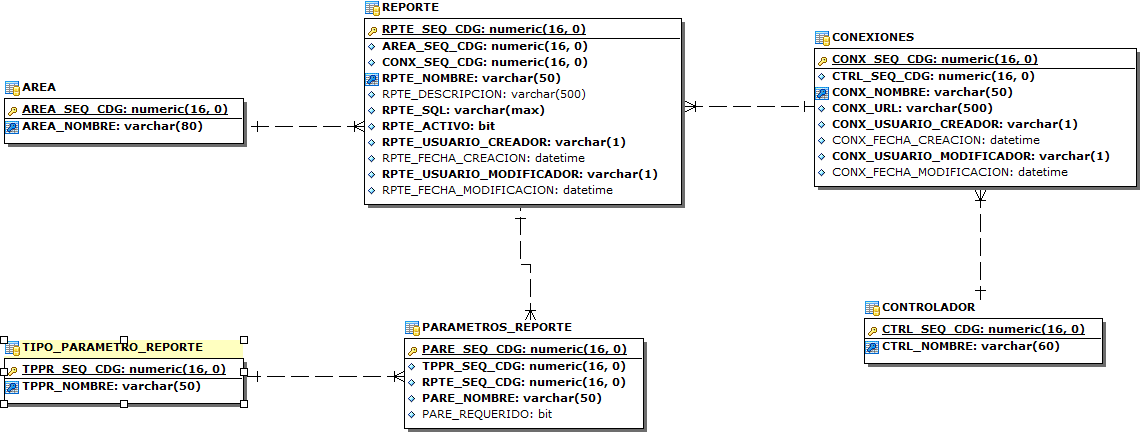 REPORTE
RPTE_SEQ_CDG: numeric(16, 0)
AREA_SEQ_CDG: numeric(16, 0)
CONX_SEQ_CDG: numeric(16, 0)
RPTE_NOMBRE: varchar(50)
RPTE_DESCRIPCION: varchar(500)
RPTE_SQL: varchar(max)
RPTE_ACTIVO: bit
RPTE_USUARIO_CREADOR: varchar(1)
RPTE_FECHA_CREACION: datetime
RPTE_USUARIO_MODIFICADOR: varchar(1)
RPTE_FECHA_MODIFICACION: datetime
CONEXIONES
CONX_SEQ_CDG: numeric(16, 0)
CTRL_SEQ_CDG: numeric(16, 0)
CONX_NOMBRE: varchar(50)
CONX_URL: varchar(500)
CONX_USUARIO_CREADOR: varchar(1)
CONX_FECHA_CREACION: datetime
CONX_USUARIO_MODIFICADOR: varchar(1)
CONX_FECHA_MODIFICACION: datetime
AREA
AREA_SEQ_CDG: numeric(16, 0)
AREA_NOMBRE: varchar(80)
CONTROLADOR
CTRL_SEQ_CDG: numeric(16, 0)
CTRL_NOMBRE: varchar(60)
PARAMETROS_REPORTE
PARE_SEQ_CDG: numeric(16, 0)
TPPR_SEQ_CDG: numeric(16, 0)
RPTE_SEQ_CDG: numeric(16, 0)
PARE_NOMBRE: varchar(50)
PARE_REQUERIDO: bit
TIPO_PARAMETRO_REPORTE
TPPR_SEQ_CDG: numeric(16, 0)
TPPR_NOMBRE: varchar(50)